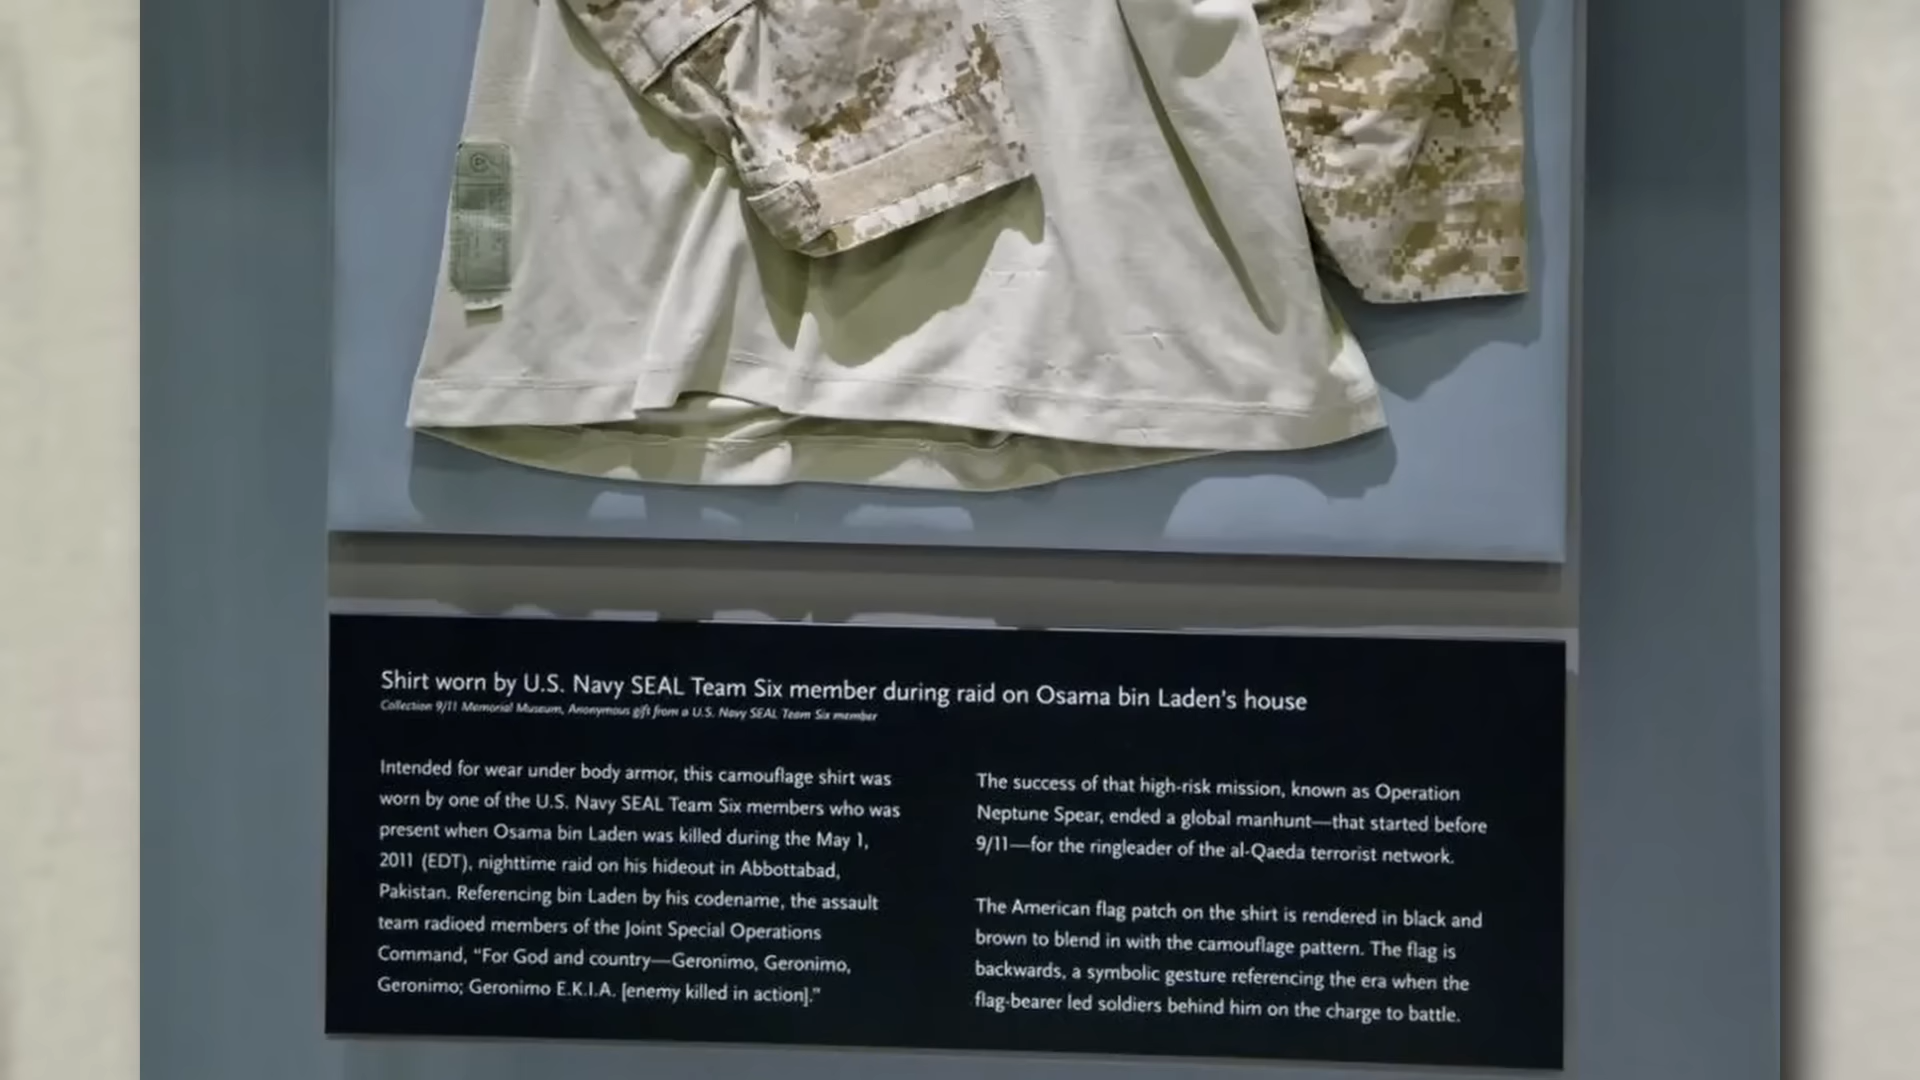 Shirt worn by U.S. Navy SEAL Team Six member during raid on Osama bin Laden's house
Collection 9/11 Memorial Museum, Anonymous gift from a U.S. Navy SEAL Team Six member
Intended for wear under body armor, this camouflage shirt was
worn by one of the U.S. Navy SEAL Team Six members who was
present when Osama bin Laden was killed during the May 1,
2011 (EDT), nighttime raid on his hideout in Abbottabad,
Pakistan. Referencing bin Laden by his codename, the assault
team radioed members of the Joint Special Operations
Command, “For God and country—Geronimo, Geronimo,
Geronimo; Geronimo E.K.I.A. [enemy killed in action].”
The success of that high-risk mission, known as Operation
Neptune Spear, ended a global manhunt—that started before
9/11—for the ringleader of the al-Qaeda terrorist network.
The American flag patch on the shirt is rendered in black and
brown to blend in with the camouflage pattern. The flag is
backwards, a symbolic gesture referencing the era when the
flag-bearer led soldiers behind him on the charge to battle.